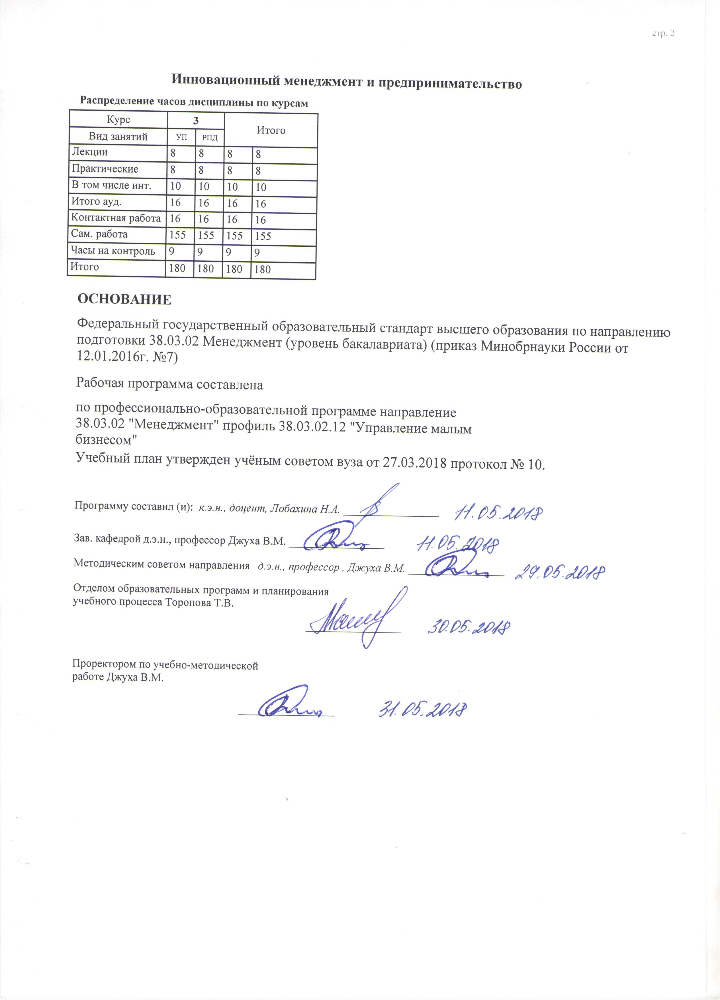 стр. 2
Инновационный менеджмент и предпринимательство
Распределение часов дисциплины по курсам
Курс 3 Итого
Вид занятий УП РПД
Лекции 8 8 8 8
Практические 8 8 8 8
В том числе инт. 10 10 10 10
Итого ауд. 16 16 16 16
Контактная работа 16 16 16 16
Сам. работа 155 155 155 155
Часы на контроль 9 9 9 9
Итого 180 180 180 180
ОСНОВАНИЕ
Федеральный государственный образовательный стандарт высшего образования по направлению
подготовки 38.03.02 Менеджмент (уровень бакалавриата) (приказ Минобрнауки России от
12.01.2016г. №7)
Рабочая программа составлена
по профессионально-образовательной программе направление
38.03.02 "Менеджмент" профиль 38.03.02.12 "Управление малым
бизнесом"
Учебный план утвержден учёным советом вуза от 27.03.2018 протокол № 10.
Программу составил (и): к.э.н., доцент, Лобахина Н.А. 11.05.2018
Зав. кафедрой д.э.н., профессор Джуха В.М. 11.05.2018
Методическим советом направления д.э.н., профессор , Джуха В.М. 29.05.2018
Отделом образовательных программ и планирования
учебного процесса Торопова Т.В.
30.05.2018
Проректором по учебно-методической
работе Джуха В.М.
31.05.2018